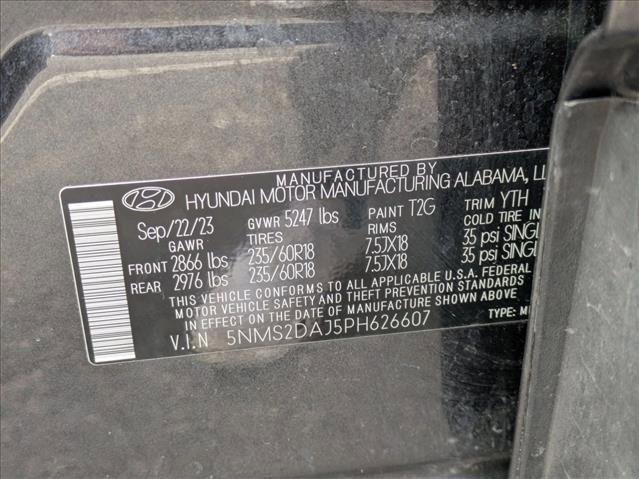 MANUFACTURED BY
HYUNDAI MOTOR MANUFACTURING ALABAMA, LL
Sep/22/23 GVWR 5247 lbs PAINT T2G TRIM YTH
GAWR TIRES RIMS COLD TIRE IN
FRONT 2866 lbs 235/60R18 7.5JX18 35 psi SINGL
REAR 2976 lbs 235/60R18 7.5JX18 35 psi SINGL
THIS VEHICLE CONFORMS TO ALL APPLICABLE U.S.A. FEDERAL
MOTOR VEHICLE SAFETY AND THEFT PREVENTION STANDARDS
IN EFFECT ON THE DATE OF MANUFACTURE SHOWN ABOVE.
V.I.N 5NMS2DAJ5PH626607
TYPE: M